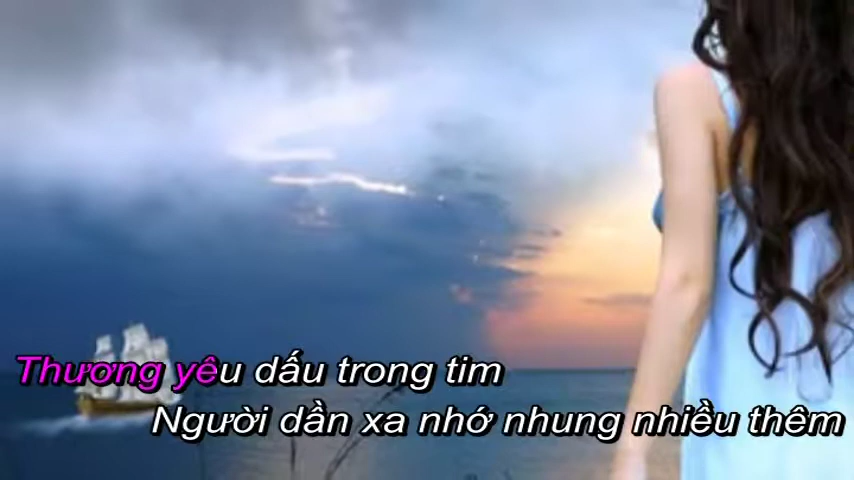 Thương yêu dấu trong tim
Người dần xa nhớ nhung nhiều thêm